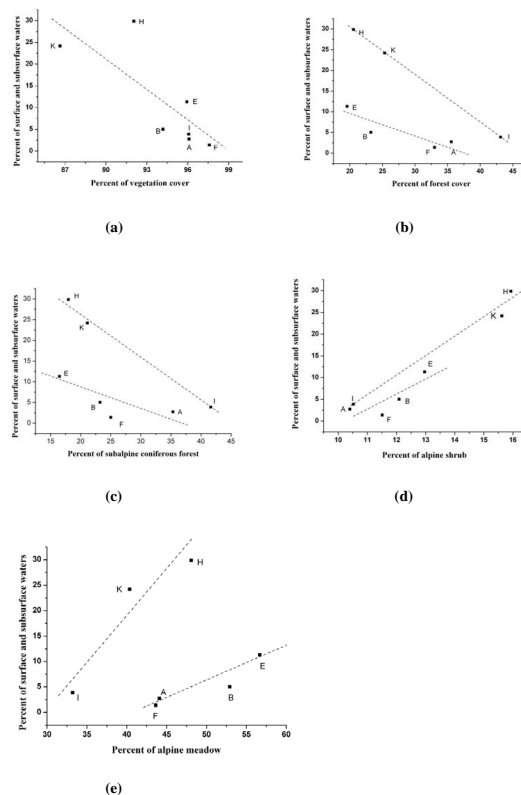 Percent of surface and subsurface waters
30
25
20
15
10
5
0
K
H
E
B
I
A
F
87 90 93 96 99
Percent of vegetation cover
(a)
Percent of surface and subsurface waters
30
25
20
15
10
5
0
H
K
E
B
F
A
I
20 25 30 35 40 45
Percent of forest cover
(b)
Percent of surface and subsurface waters
30
25
20
15
10
5
0
H
K
E
B
F
A
I
15 20 25 30 35 40 45
Percent of subalpine coniferous forest
(c)
Percent of surface and subsurface waters
30
25
20
15
10
5
0
H
K
E
B
I
A
F
10 11 12 13 14 15 16
Percent of alpine shrub
(d)
Percent of surface and subsurface waters
30
25
20
15
10
5
0
H
K
E
I
A
B
F
30 35 40 45 50 55 60
Percent of alpine meadow
(e)